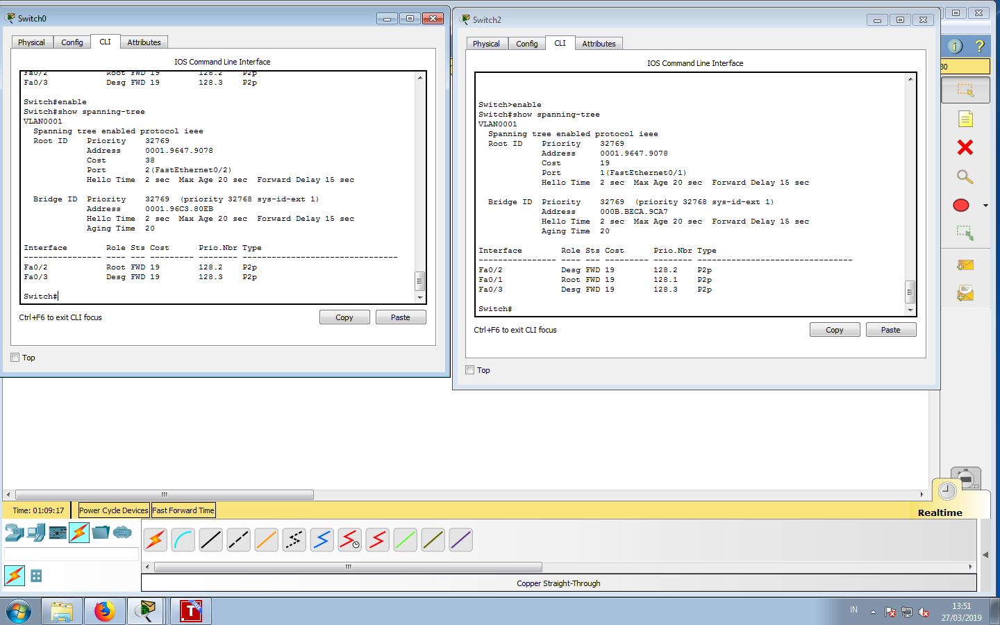 Switch0
Physical Config CLI Attributes
IOS Command Line Interface
Fa0/2            Root FWD 19        128.2    P2p
Fa0/3            Desg FWD 19        128.3    P2p
Switch#enable
Switch#show spanning-tree
VLAN0001
  Spanning tree enabled protocol ieee
  Root ID    Priority    32769
             Address     0001.9647.9078
             Cost        38
             Port        2(FastEthernet0/2)
             Hello Time  2 sec  Max Age 20 sec  Forward Delay 15 sec
  Bridge ID  Priority    32769  (priority 32768 sys-id-ext 1)
             Address     0001.96C3.80EB
             Hello Time  2 sec  Max Age 20 sec  Forward Delay 15 sec
             Aging Time  20
Interface        Role Sts Cost      Prio.Nbr Type
---------------- ---- --- --------- -------- --------------------------------
Fa0/2            Root FWD 19        128.2    P2p
Fa0/3            Desg FWD 19        128.3    P2p
Switch#
Ctrl+F6 to exit CLI focus
Copy Paste
Top
Switch2
Physical Config CLI Attributes
IOS Command Line Interface
Switch>enable
Switch#show spanning-tree
VLAN0001
  Spanning tree enabled protocol ieee
  Root ID    Priority    32769
             Address     0001.9647.9078
             Cost        19
             Port        1(FastEthernet0/1)
             Hello Time  2 sec  Max Age 20 sec  Forward Delay 15 sec
  Bridge ID  Priority    32769  (priority 32768 sys-id-ext 1)
             Address     000B.BECA.9CA7
             Hello Time  2 sec  Max Age 20 sec  Forward Delay 15 sec
             Aging Time  20
Interface        Role Sts Cost      Prio.Nbr Type
---------------- ---- --- --------- -------- --------------------------------
Fa0/2            Desg FWD 19        128.2    P2p
Fa0/1            Root FWD 19        128.1    P2p
Fa0/3            Desg FWD 19        128.3    P2p
Switch#
Ctrl+F6 to exit CLI focus
Copy Paste
Top
30
Time: 01:09:17 Power Cycle Devices Fast Forward Time
Realtime
Copper Straight-Through
IN
13:51
27/03/2019